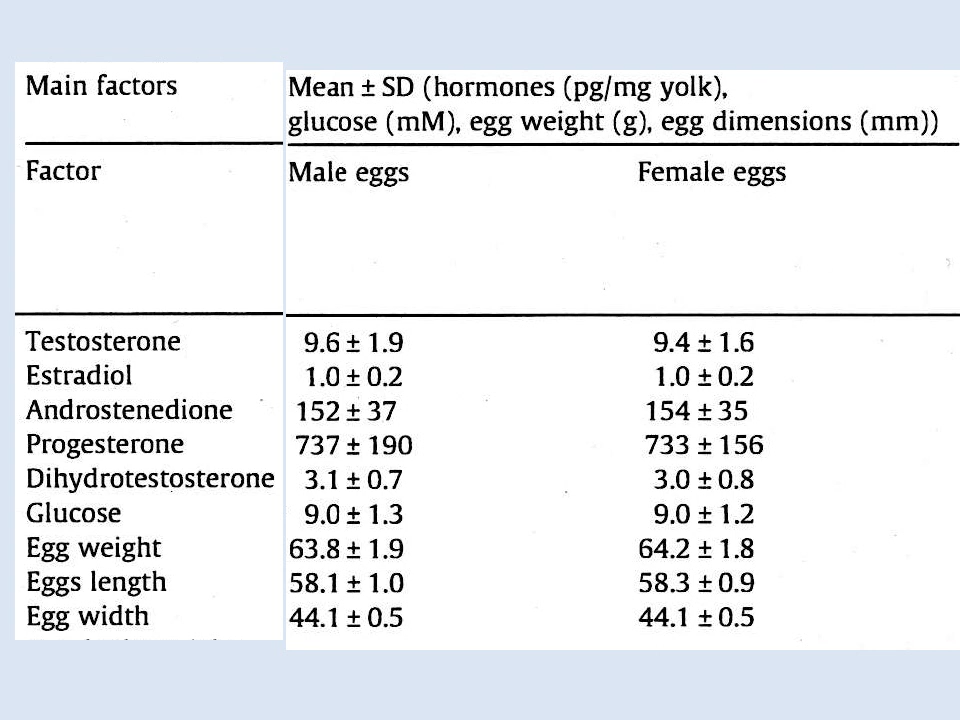 Main factors Mean ± SD (hormones (pg/mg yolk),
glucose (mM), egg weight (g), egg dimensions (mm))
Factor Male eggs Female eggs
Testosterone 9.6 ± 1.9 9.4 ± 1.6
Estradiol 1.0 ± 0.2 1.0 ± 0.2
Androstenedione 152 ± 37 154 ± 35
Progesterone 737 ± 190 733 ± 156
Dihydrotestosterone 3.1 ± 0.7 3.0 ± 0.8
Glucose 9.0 ± 1.3 9.0 ± 1.2
Egg weight 63.8 ± 1.9 64.2 ± 1.8
Eggs length 58.1 ± 1.0 58.3 ± 0.9
Egg width 44.1 ± 0.5 44.1 ± 0.5